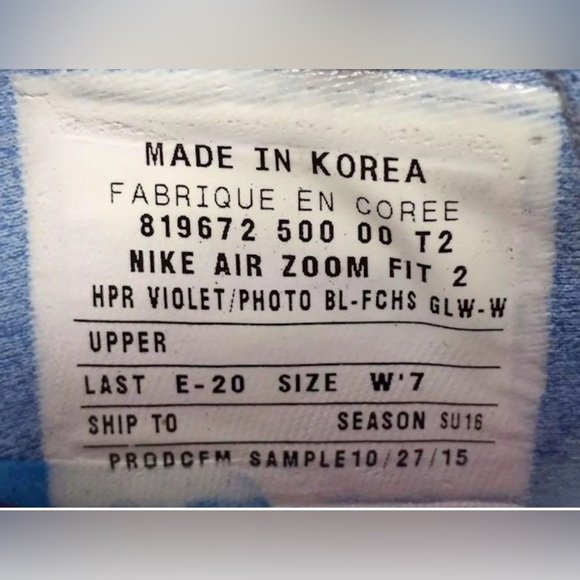 MADE IN KOREA
FABRIQUE EN COREE
819672 500 00 T2
NIKE AIR ZOOM FIT 2
HPR VIOLET/PHOTO BL-FCHS GLW-W
UPPER
LAST E-20 SIZE W'7
SHIP TO SEASON SU16
PRODCFM SAMPLE10/27/15